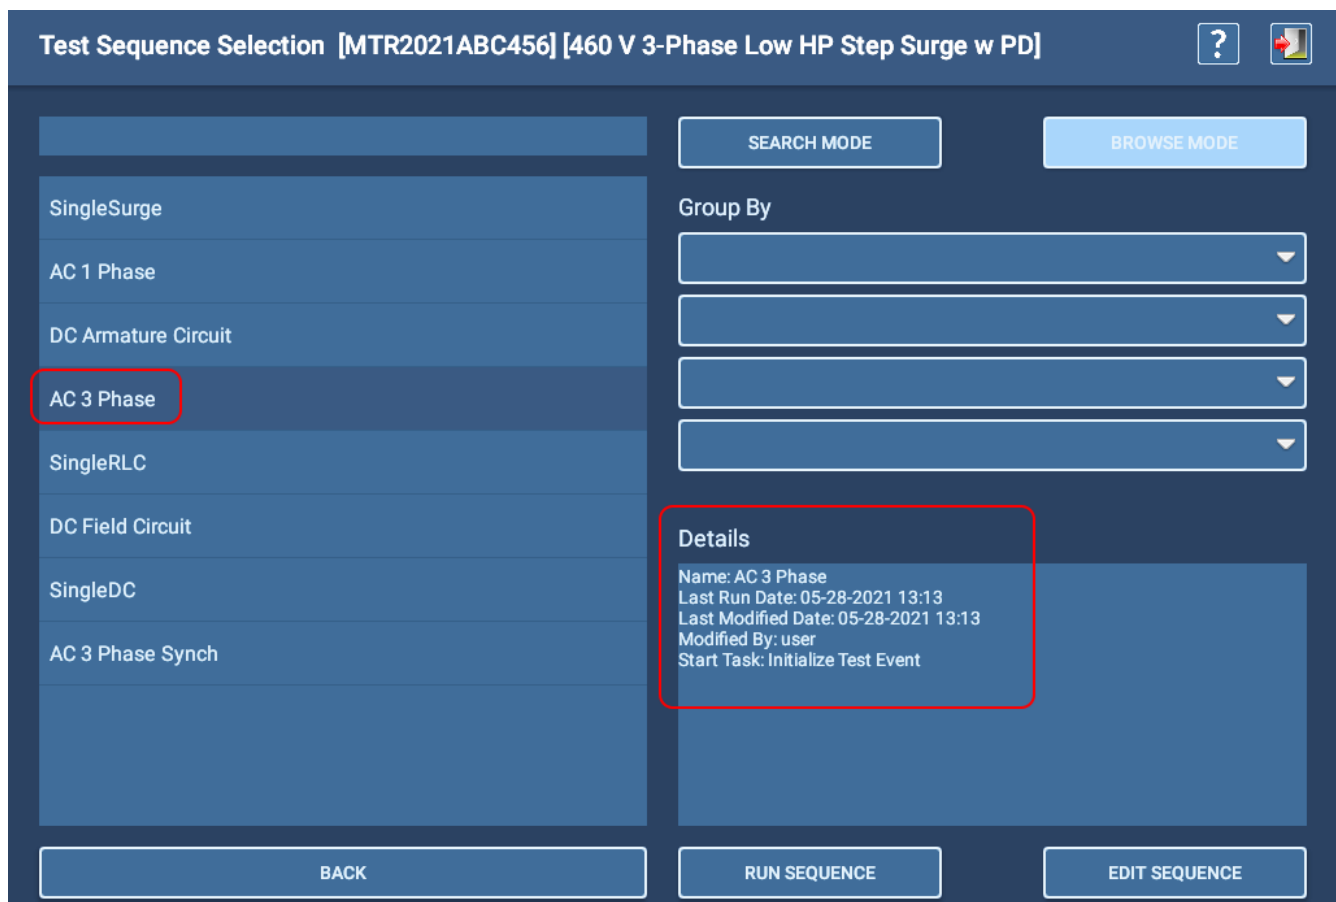 Test Sequence Selection [MTR2021ABC456] [460 V 3-Phase Low HP Step Surge w PD]
?
SEARCH MODE
BROWSE MODE
SingleSurge
AC 1 Phase
DC Armature Circuit
AC 3 Phase
SingleRLC
DC Field Circuit
SingleDC
AC 3 Phase Synch
Group By
Details
Name: AC 3 Phase
Last Run Date: 05-28-2021 13:13
Last Modified Date: 05-28-2021 13:13
Modified By: user
Start Task: Initialize Test Event
BACK
RUN SEQUENCE
EDIT SEQUENCE